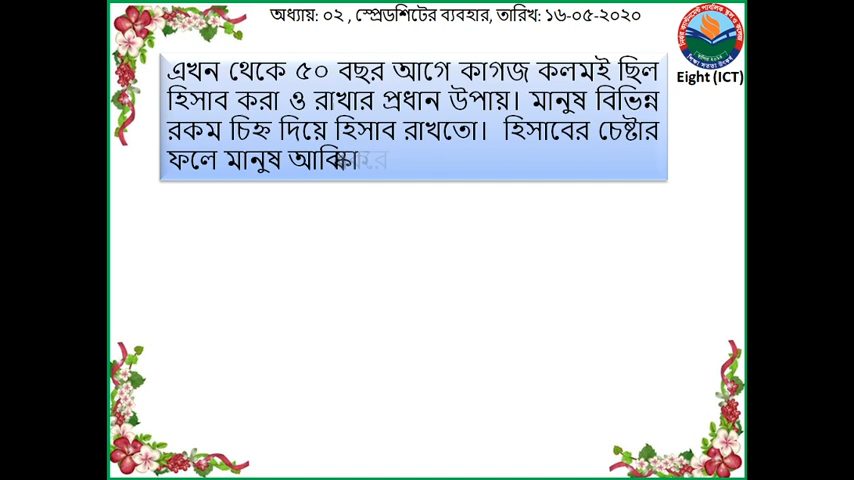 অধ্যায়: ০২ , স্প্রেডশিটের ব্যবহার, তারিখ: ১৬-০৫-২০২০
Eight (ICT)
এখন থেকে ৫০ বছর আগে কাগজ কলমই ছিল
হিসাব করা ও রাখার প্রধান উপায়। মানুষ বিভিন্ন
রকম চিহ্ন দিয়ে হিসাব রাখতো। হিসাবের চেষ্টার
ফলে মানুষ